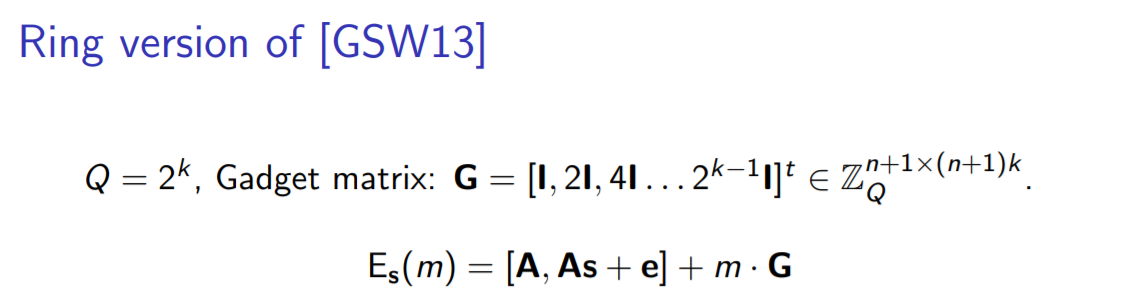 Ring version of [GSW13]
Q = 2^k, Gadget matrix: G = [I, 2I, 4I … 2^{k−1}I]^t ∈ ℤ_Q^{n+1×(n+1)k}.
E_s(m) = [A, As + e] + m · G